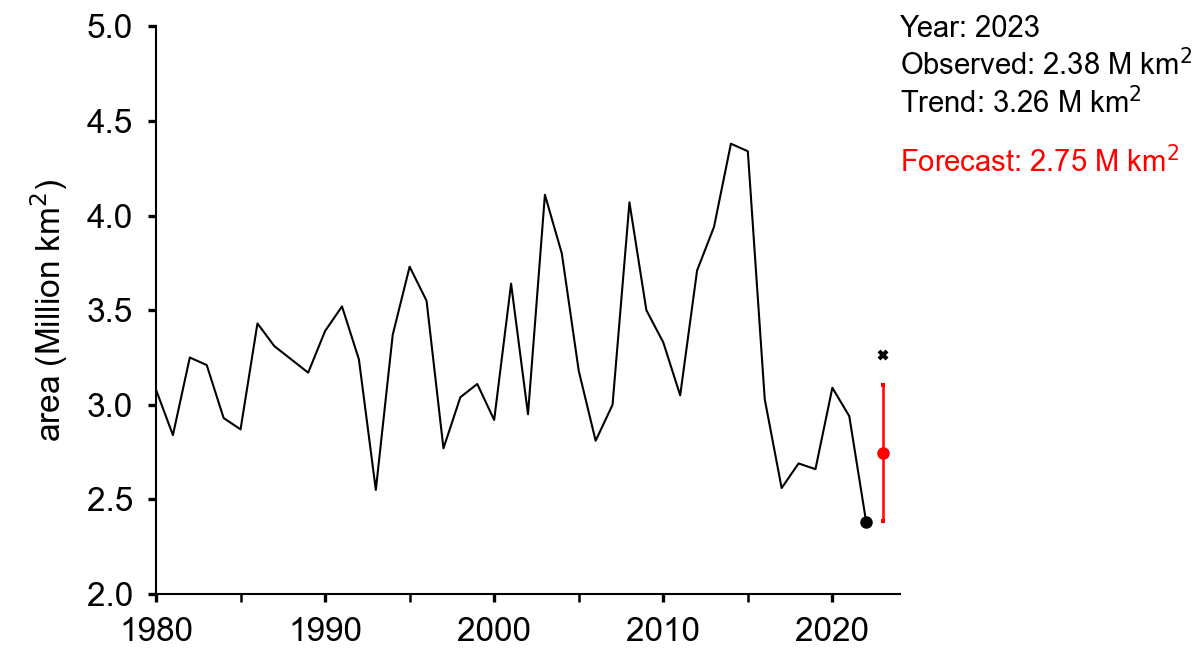 Year: 2023
Observed: 2.38 M km²
Trend: 3.26 M km²
Forecast: 2.75 M km²
area (Million km²)
5.0
4.5
4.0
3.5
3.0
2.5
2.0
1980 1990 2000 2010 2020